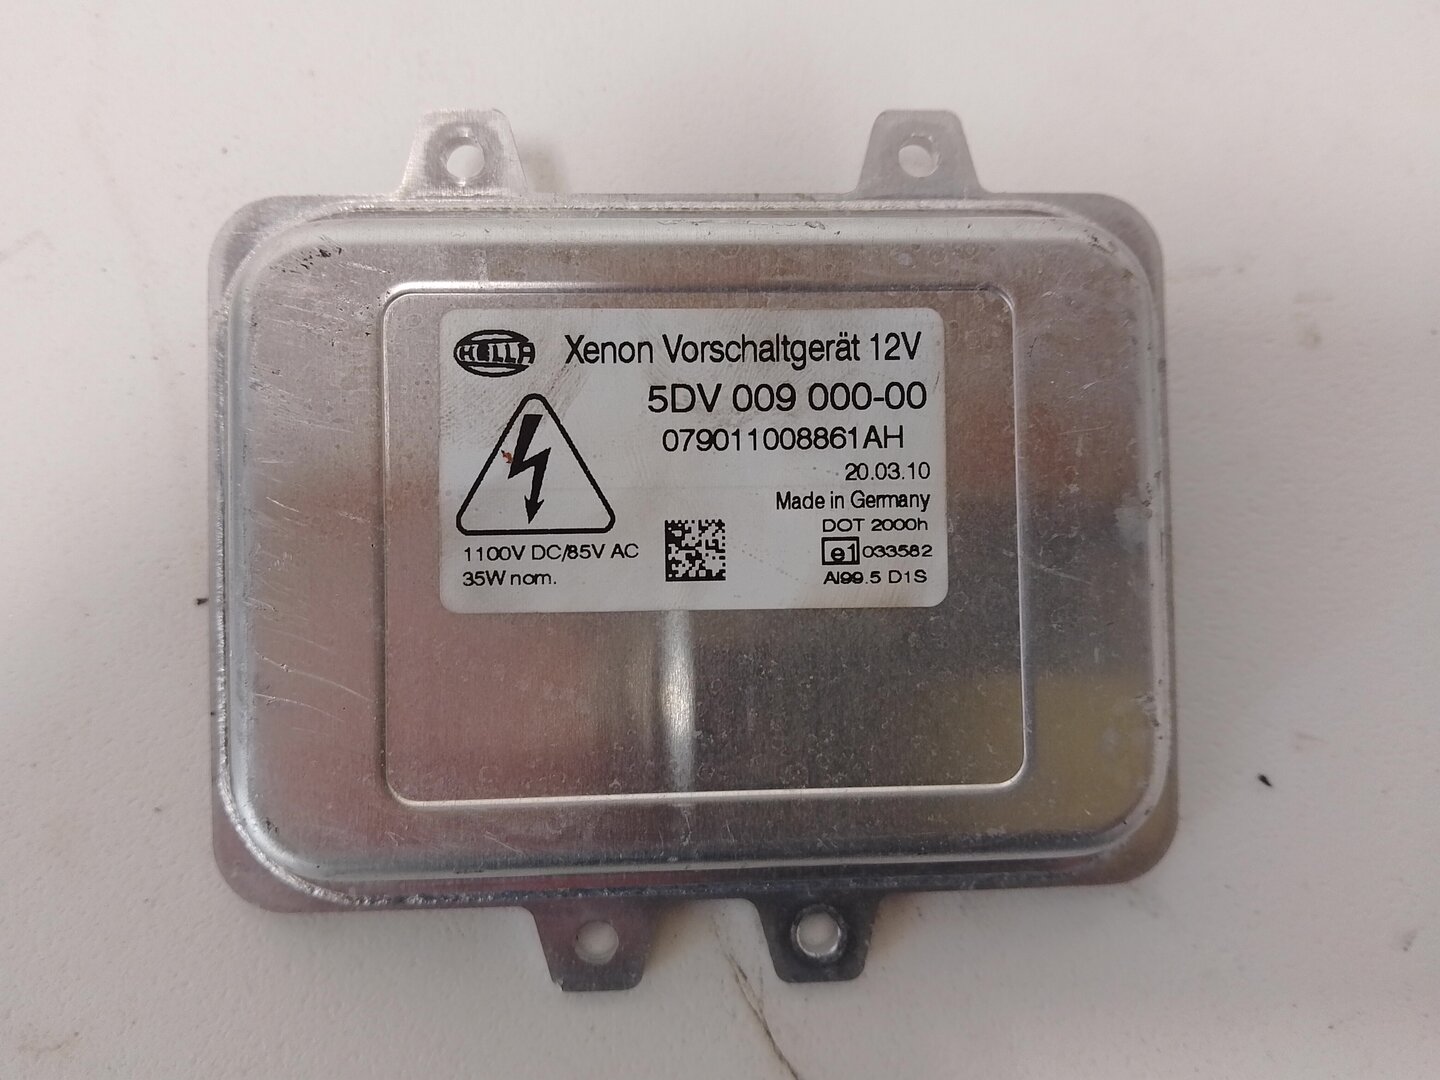 HELLA
Xenon Vorschaltgerät 12V
5DV 009 000-00
079011008861AH
20.03.10
Made in Germany
DOT 2000h
e1 033582
Al99.5 D1S
1100V DC/85V AC
35W nom.